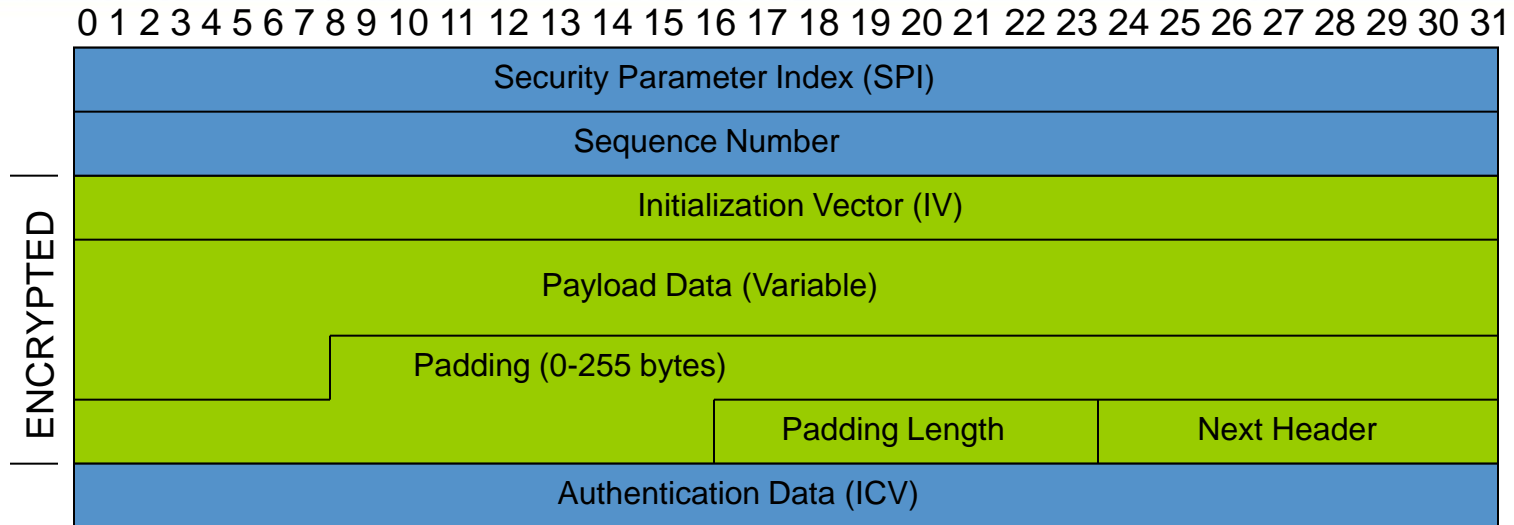 0 1 2 3 4 5 6 7 8 9 10 11 12 13 14 15 16 17 18 19 20 21 22 23 24 25 26 27 28 29 30 31
Security Parameter Index (SPI)
Sequence Number
ENCRYPTED
Initialization Vector (IV)
Payload Data (Variable)
Padding (0-255 bytes)
Padding Length Next Header
Authentication Data (ICV)